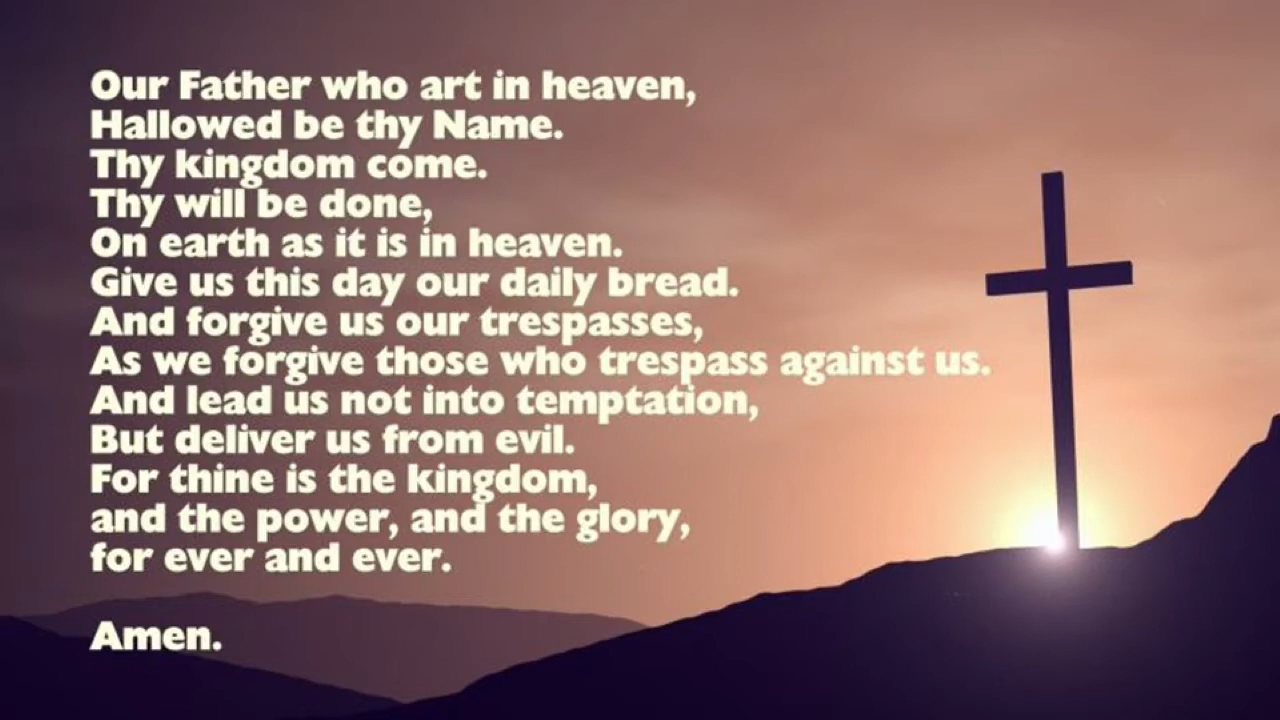 Our Father who art in heaven,
Hallowed be thy Name.
Thy kingdom come.
Thy will be done,
On earth as it is in heaven.
Give us this day our daily bread.
And forgive us our trespasses,
As we forgive those who trespass against us.
And lead us not into temptation,
But deliver us from evil.
For thine is the kingdom,
and the power, and the glory,
for ever and ever.
Amen.